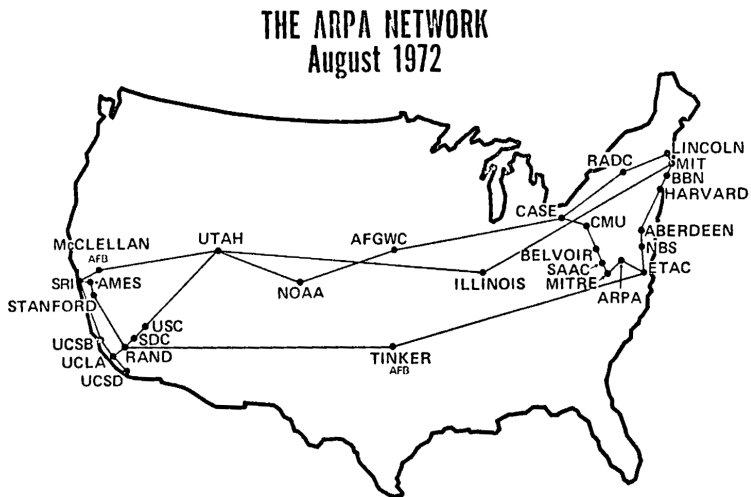 THE ARPA NETWORK
August 1972
LINCOLN
RADC
MIT
BBN
HARVARD
CASE
CMU
ABERDEEN
McCLELLAN
AFB
UTAH
AFGWC
NBS
BELVOIR
SAAC
MITRE
ETAC
SRI
AMES
NOAA
ILLINOIS
ARPA
STANFORD
USC
SDC
UCSB
RAND
UCLA
TINKER
AFB
UCSD